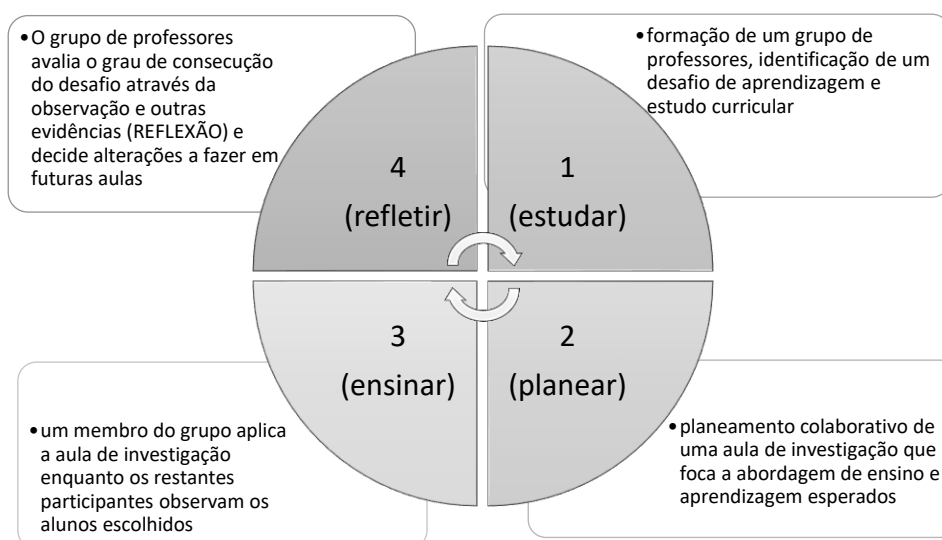 •O grupo de professores
avalia o grau de consecução
do desafio através da
observação e outras
evidências (REFLEXÃO) e
decide alterações a fazer em
futuras aulas
•formação de um grupo de
professores, identificação de um
desafio de aprendizagem e
estudo curricular
4
(refletir)
1
(estudar)
3
(ensinar)
2
(planear)
•um membro do grupo aplica
a aula de investigação
enquanto os restantes
participantes observam os
alunos escolhidos
•planeamento colaborativo de
uma aula de investigação que
foca a abordagem de ensino e
aprendizagem esperados